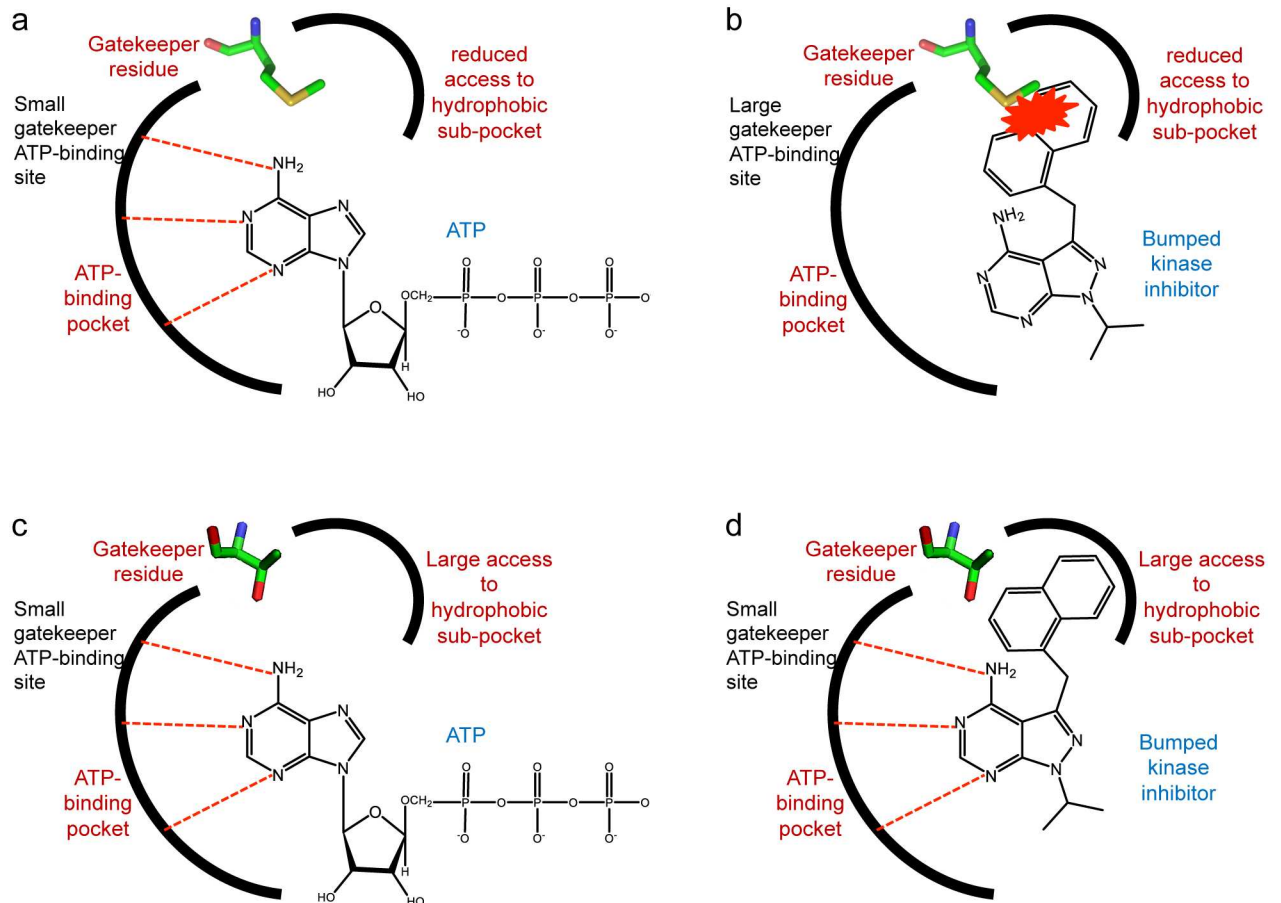 a
Gatekeeper
residue
reduced
access to
hydrophobic
sub-pocket
Small
gatekeeper
ATP-binding
site
NH2
N
N
N
N
ATP
ATP-
binding
pocket
O
O
O
OCH2
P
O
P
O
P
O
-O
O-
O-
O
H
HO
HO
b
Gatekeeper
residue
reduced
access to
hydrophobic
sub-pocket
Large
gatekeeper
ATP-binding
site
NH2
N
N
N
N
Bumped
kinase
inhibitor
ATP-
binding
pocket
c
Gatekeeper
residue
Large access
to
hydrophobic
sub-pocket
Small
gatekeeper
ATP-binding
site
NH2
N
N
N
N
ATP
ATP-
binding
pocket
O
O
O
OCH2
P
O
P
O
P
O
-O
O-
O-
O
H
HO
HO
d
Gatekeeper
residue
Large access
to
hydrophobic
sub-pocket
Small
gatekeeper
ATP-binding
site
NH2
N
N
N
N
Bumped
kinase
inhibitor
ATP-
binding
pocket